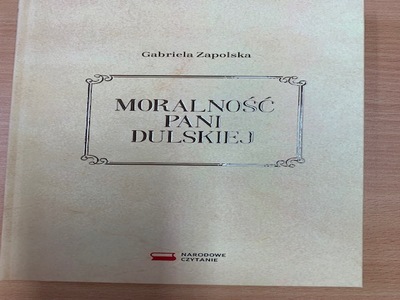 Gabriela Zapolska
MORALNOŚĆ
PANI
DULSKIEJ
NARODOWE
CZYTANIE